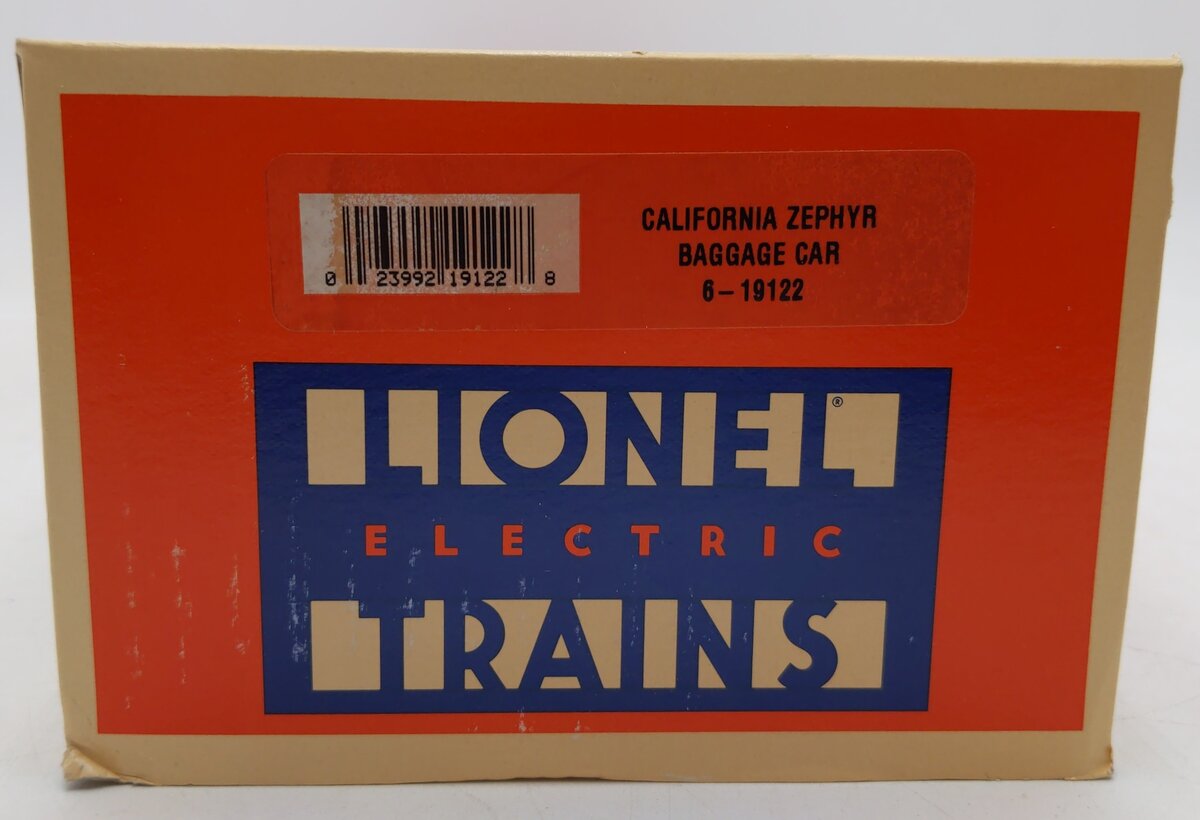 0 23992 19122 8
CALIFORNIA ZEPHYR
BAGGAGE CAR
6-19122
LIONEL®
ELECTRIC
TRAINS